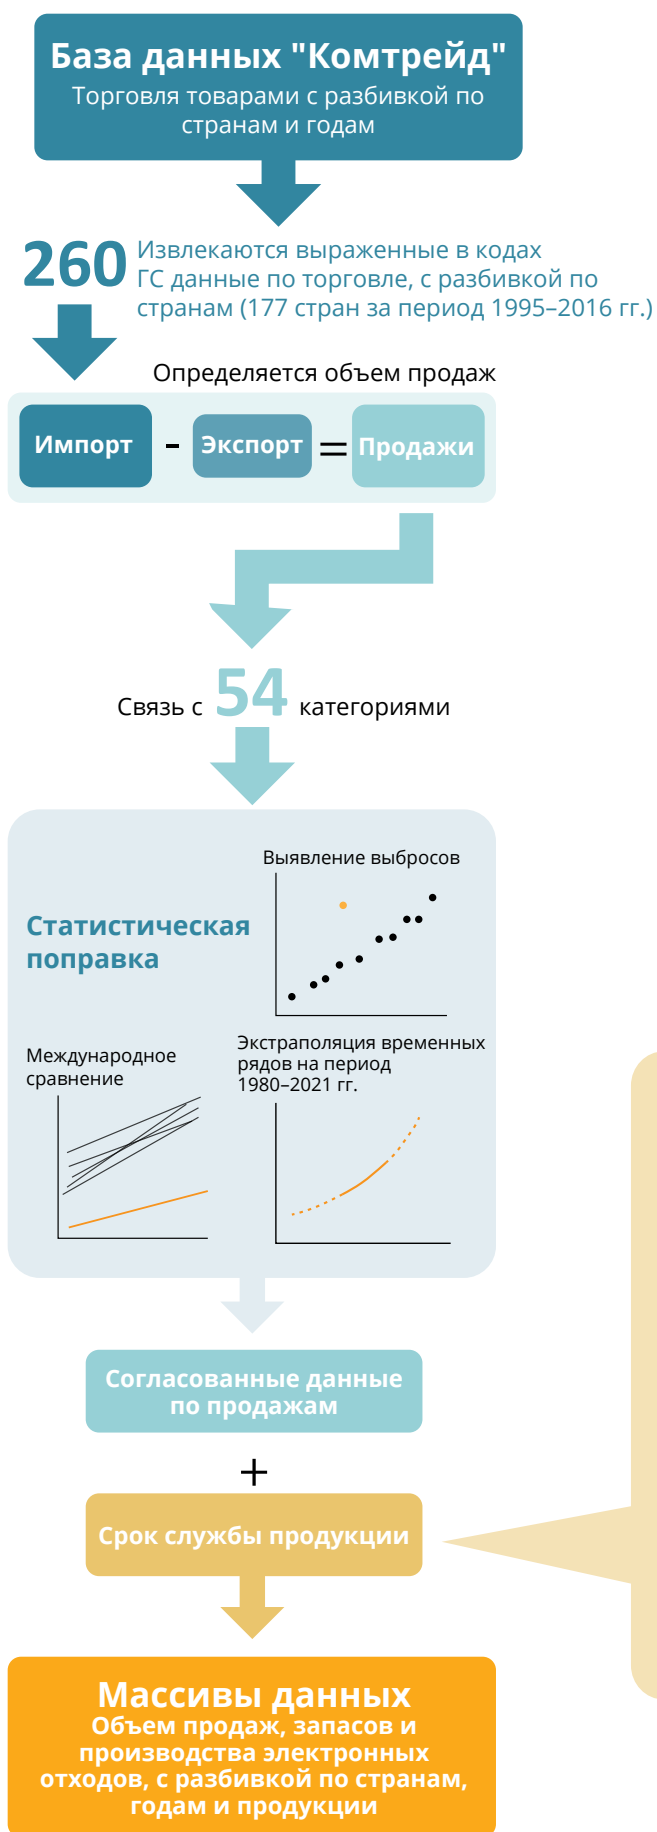 База данных "Комтрейд"
Торговля товарами с разбивкой по
странам и годам
260
Извлекаются выраженные в кодах
ГС данные по торговле, с разбивкой по
странам (177 стран за период 1995–2016 гг.)
Определяется объем продаж
Импорт - Экспорт = Продажи
Связь с 54 категориями
Выявление выбросов
Статистическая
поправка
Международное
сравнение
Экстраполяция временных
рядов на период
1980–2021 гг.
Согласованные данные
по продажам
+
Срок службы продукции
Массивы данных
Объем продаж, запасов и
производства электронных
отходов, с разбивкой по странам,
годам и продукции